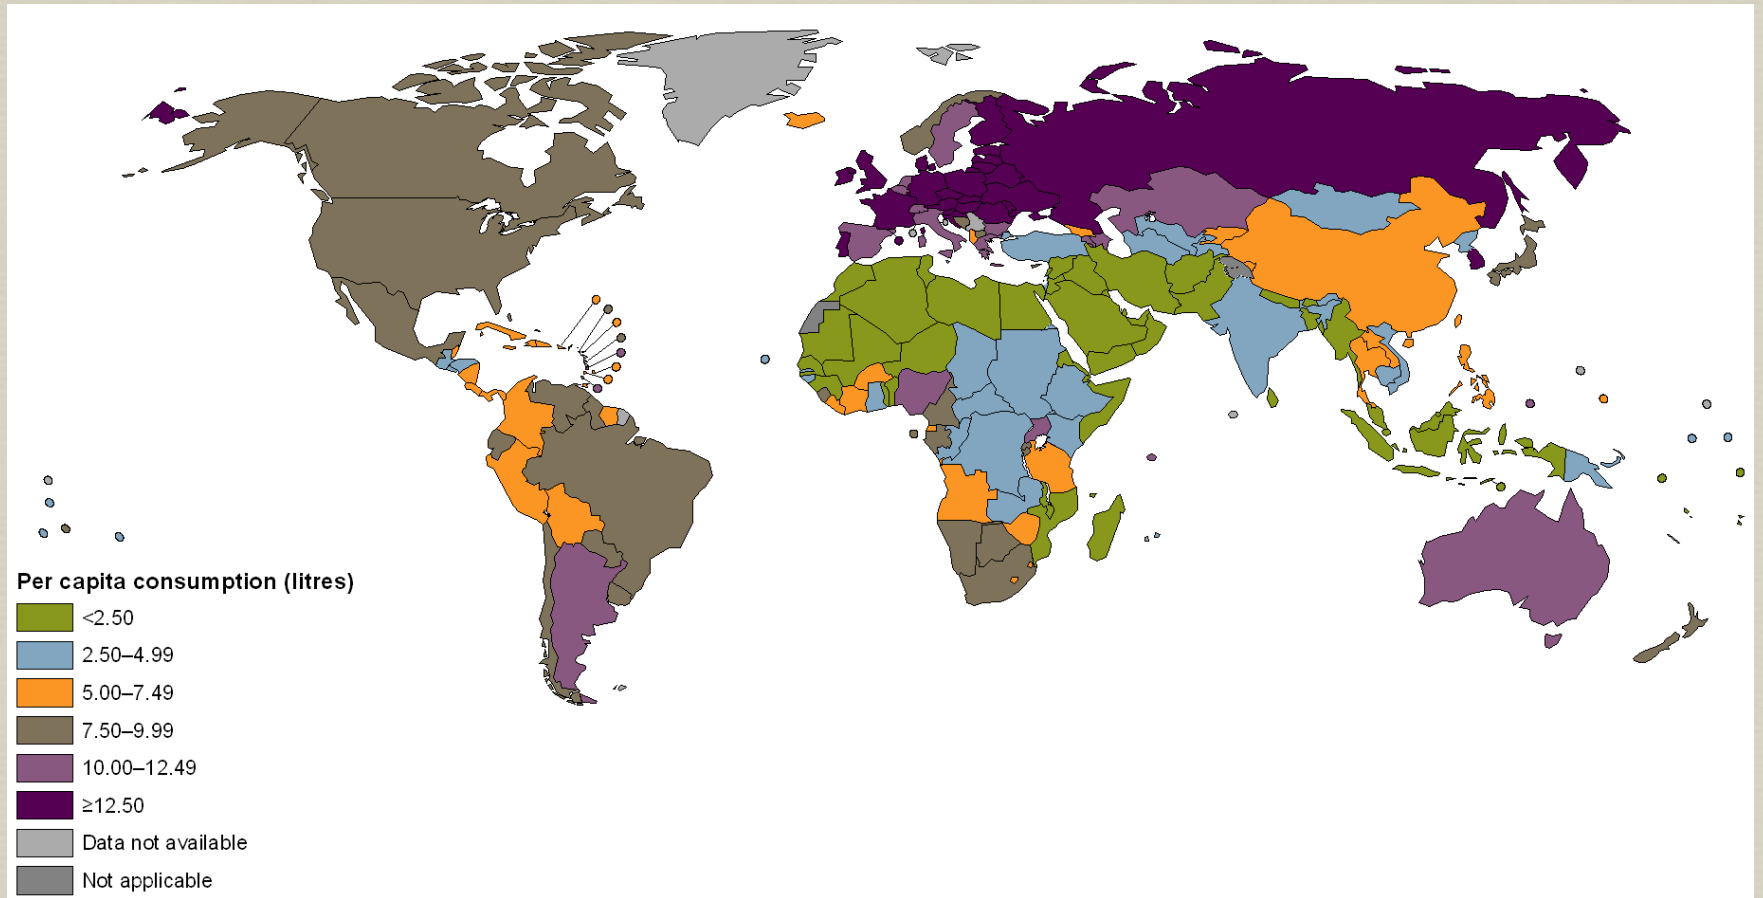 Per capita consumption (litres)
<2.50
2.50–4.99
5.00–7.49
7.50–9.99
10.00–12.49
≥12.50
Data not available
Not applicable